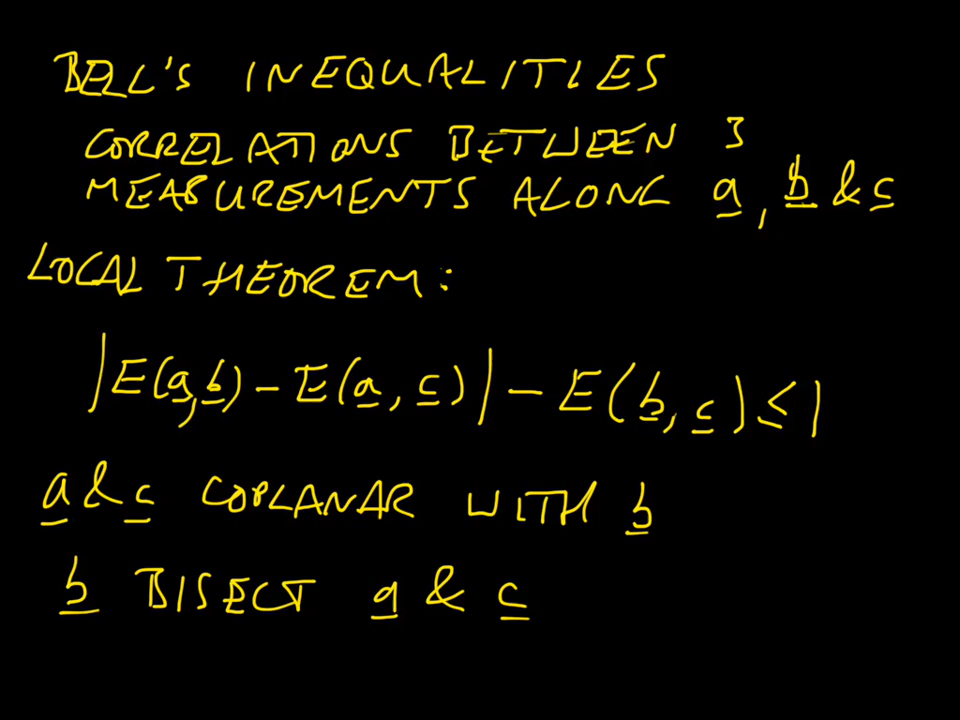 BELL'S INEQUALITIES
CORRELATIONS BETWEEN 3
MEASUREMENTS ALONG a, b & c
LOCAL THEOREM:
|E(a,b) - E(a,c)| - E(b,c) ≤ 1
a & c COPLANAR WITH b
b BISECT a & c